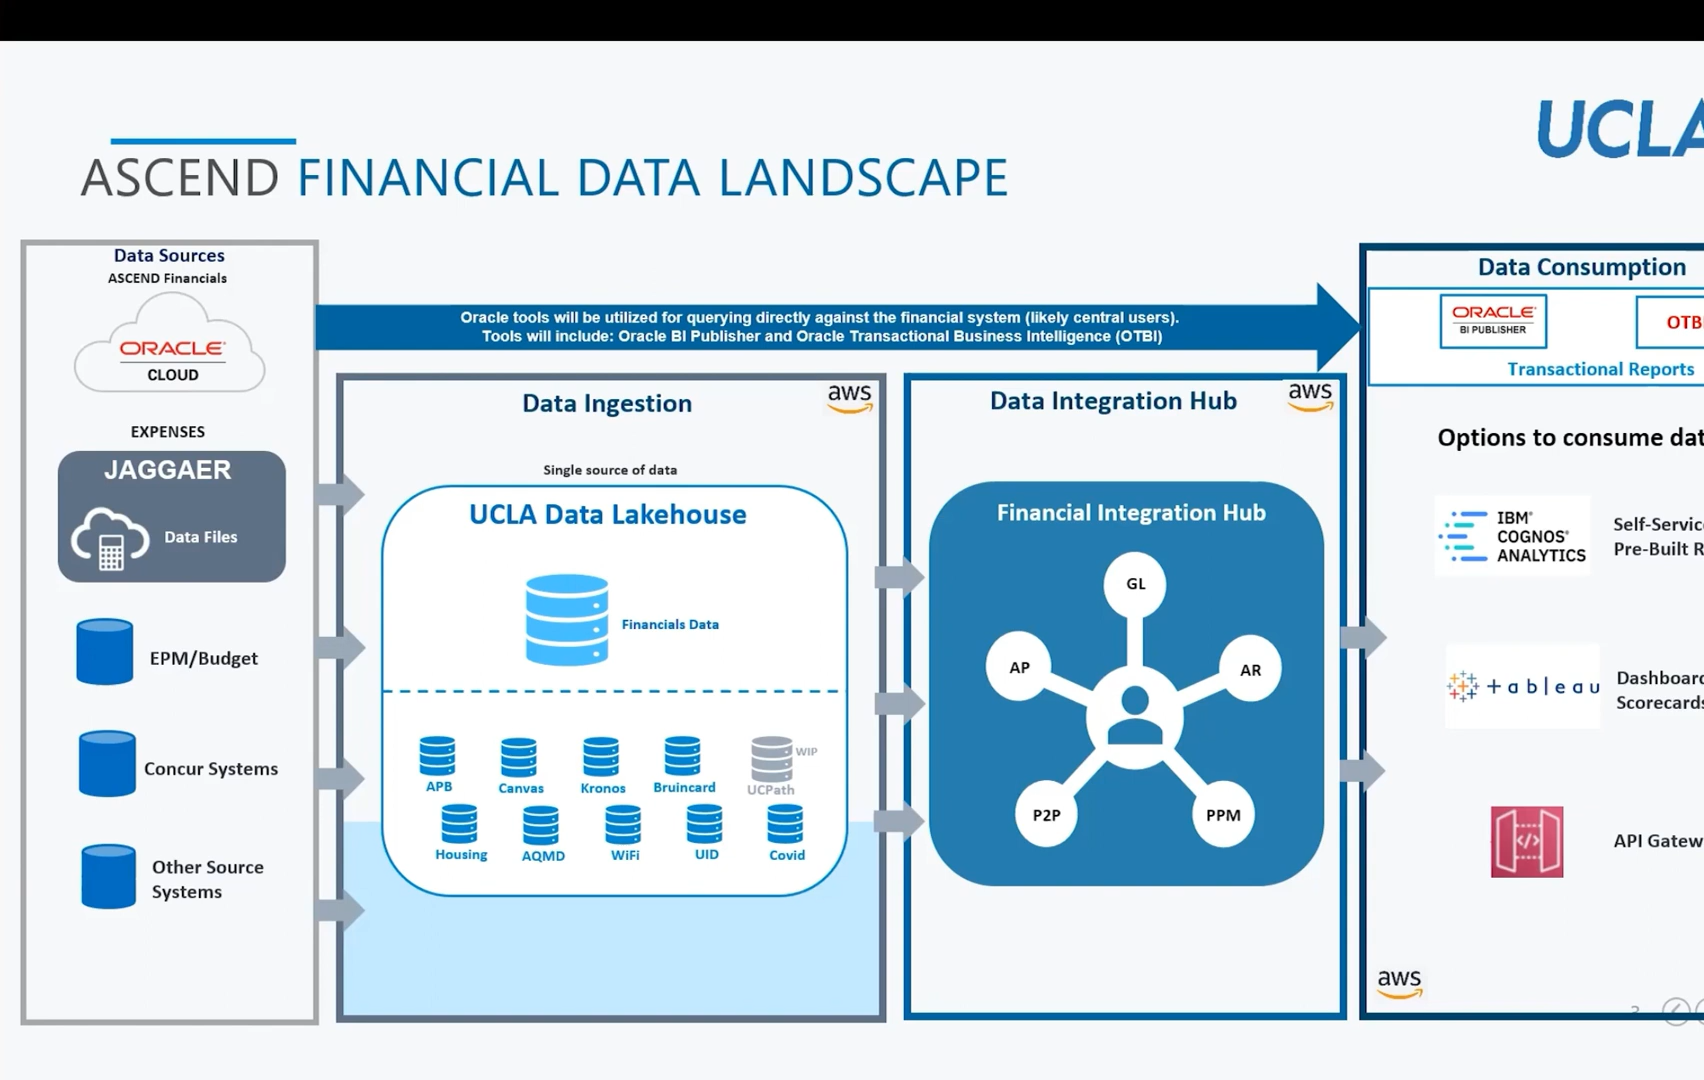 UCLA
ASCEND FINANCIAL DATA LANDSCAPE
Data Sources
ASCEND Financials
ORACLE
CLOUD
EXPENSES
JAGGAER
Data Files
EPM/Budget
Concur Systems
Other Source
Systems
Oracle tools will be utilized for querying directly against the financial system (likely central users).
Tools will include: Oracle BI Publisher and Oracle Transactional Business Intelligence (OTBI)
Data Ingestion
aws
Single source of data
UCLA Data Lakehouse
Financials Data
APB
Canvas
Kronos
Bruincard
WIP
UCPath
Housing
AQMD
WiFi
UID
Covid
Data Integration Hub
aws
Financial Integration Hub
GL
AP
AR
P2P
PPM
Data Consumption
ORACLE
BI PUBLISHER
OTB
Transactional Reports
Options to consume dat
IBM
COGNOS
ANALYTICS
Self-Servic
Pre-Built R
+ a b l e a u
Dashboard
Scorecards
</>
API Gatew
aws
3